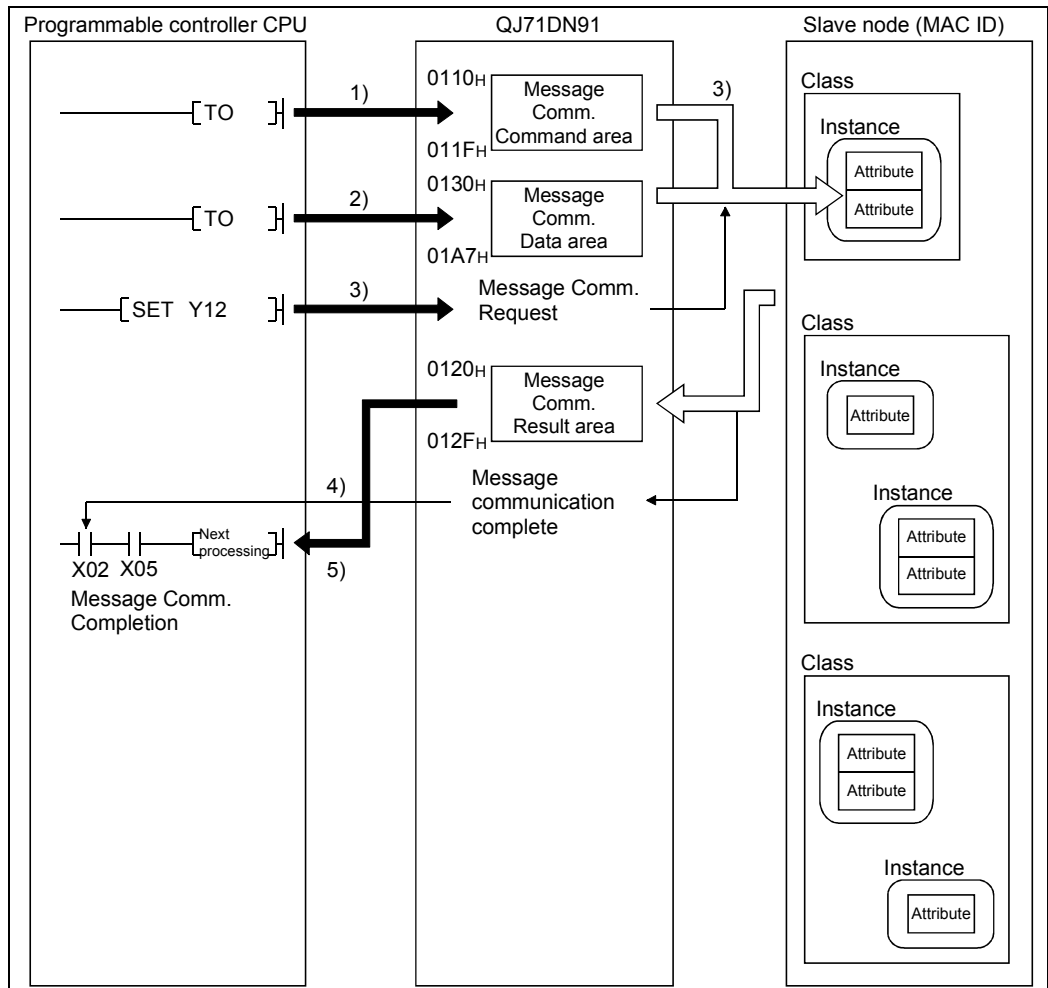 Programmable controller CPU
QJ71DN91
Slave node (MAC ID)
TO
1)
0110H
Message
Comm.
Command area
011FH
3)
Class
Instance
Attribute
Attribute
TO
2)
0130H
Message
Comm.
Data area
01A7H
SET Y12
3)
Message Comm.
Request
Class
Instance
Attribute
Instance
Attribute
Attribute
0120H
Message
Comm.
Result area
012FH
4)
Message
communication
complete
Next
processing
X02 X05
5)
Message Comm.
Completion
Class
Instance
Attribute
Attribute
Instance
Attribute